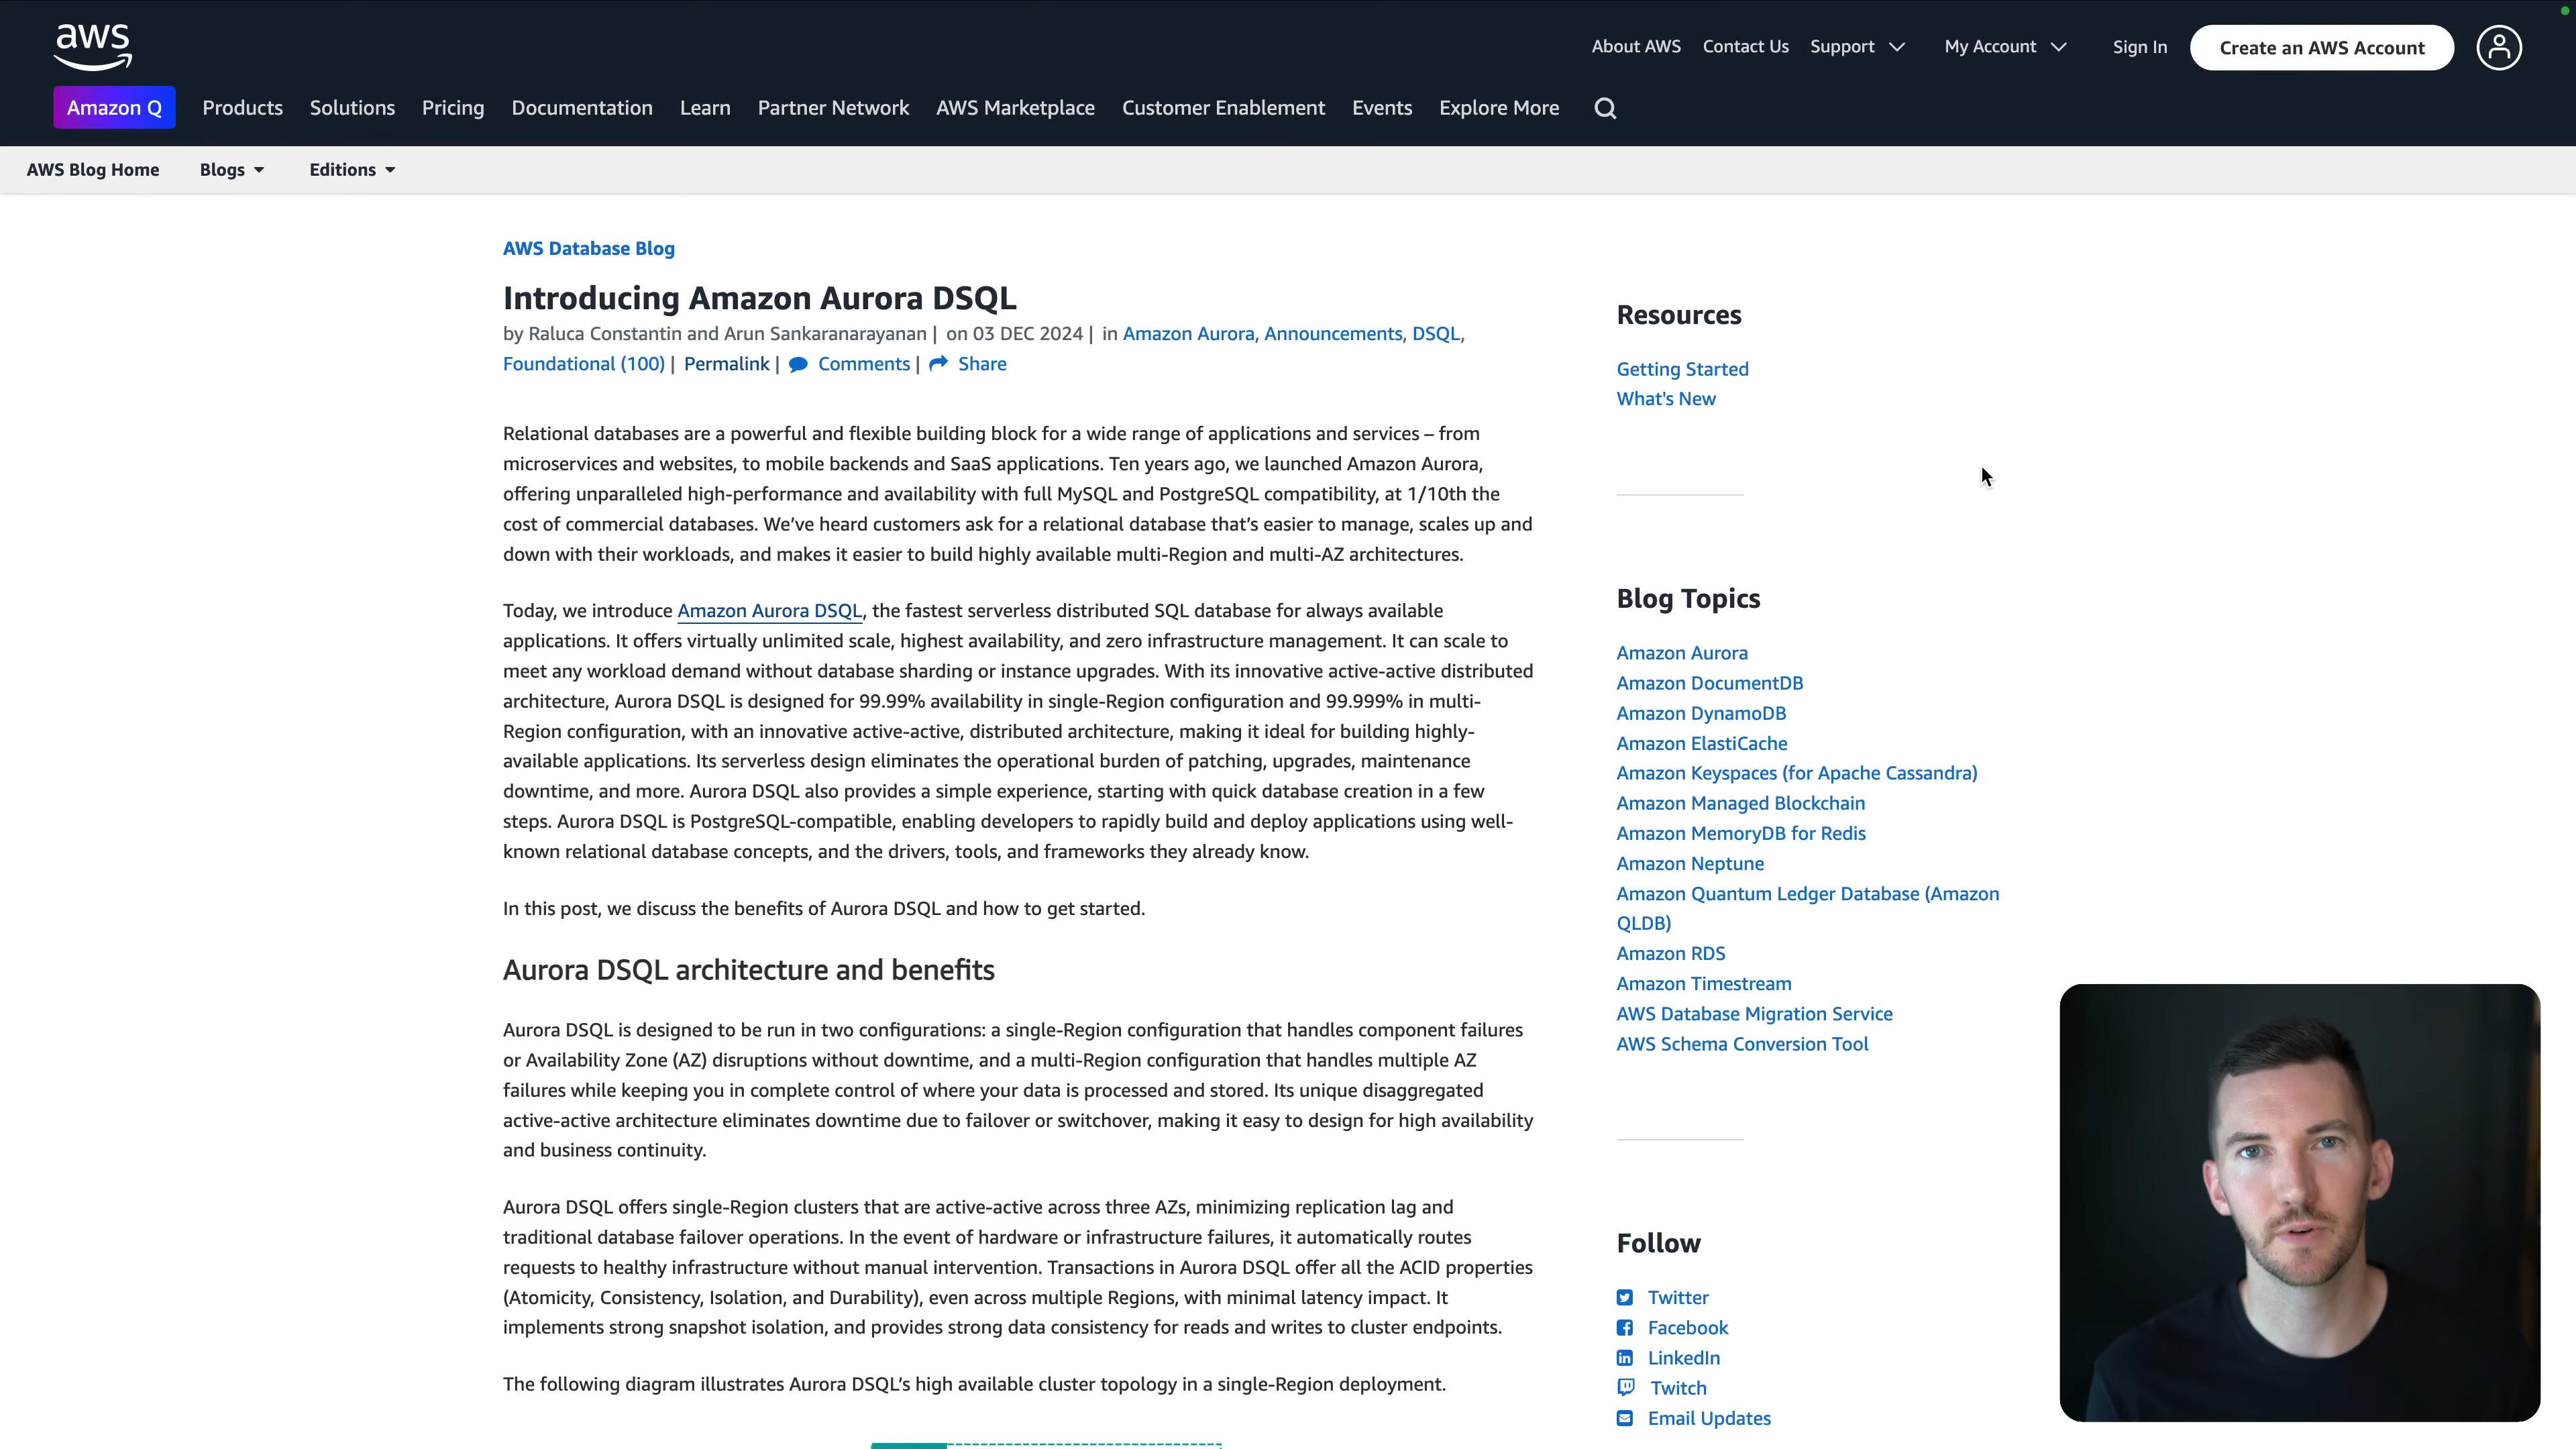 aws
About AWS Contact Us Support My Account Sign In Create an AWS Account
Amazon Q Products Solutions Pricing Documentation Learn Partner Network AWS Marketplace Customer Enablement Events Explore More
AWS Blog Home Blogs Editions
AWS Database Blog
Introducing Amazon Aurora DSQL
by Raluca Constantin and Arun Sankaranarayanan | on 03 DEC 2024 | in Amazon Aurora, Announcements, DSQL,
Foundational (100) | Permalink | Comments | Share
Relational databases are a powerful and flexible building block for a wide range of applications and services – from
microservices and websites, to mobile backends and SaaS applications. Ten years ago, we launched Amazon Aurora,
offering unparalleled high-performance and availability with full MySQL and PostgreSQL compatibility, at 1/10th the
cost of commercial databases. We've heard customers ask for a relational database that's easier to manage, scales up and
down with their workloads, and makes it easier to build highly available multi-Region and multi-AZ architectures.
Today, we introduce Amazon Aurora DSQL, the fastest serverless distributed SQL database for always available
applications. It offers virtually unlimited scale, highest availability, and zero infrastructure management. It can scale to
meet any workload demand without database sharding or instance upgrades. With its innovative active-active distributed
architecture, Aurora DSQL is designed for 99.99% availability in single-Region configuration and 99.999% in multi-
Region configuration, with an innovative active-active, distributed architecture, making it ideal for building highly-
available applications. Its serverless design eliminates the operational burden of patching, upgrades, maintenance
downtime, and more. Aurora DSQL also provides a simple experience, starting with quick database creation in a few
steps. Aurora DSQL is PostgreSQL-compatible, enabling developers to rapidly build and deploy applications using well-
known relational database concepts, and the drivers, tools, and frameworks they already know.
In this post, we discuss the benefits of Aurora DSQL and how to get started.
Aurora DSQL architecture and benefits
Aurora DSQL is designed to be run in two configurations: a single-Region configuration that handles component failures
or Availability Zone (AZ) disruptions without downtime, and a multi-Region configuration that handles multiple AZ
failures while keeping you in complete control of where your data is processed and stored. Its unique disaggregated
active-active architecture eliminates downtime due to failover or switchover, making it easy to design for high availability
and business continuity.
Aurora DSQL offers single-Region clusters that are active-active across three AZs, minimizing replication lag and
traditional database failover operations. In the event of hardware or infrastructure failures, it automatically routes
requests to healthy infrastructure without manual intervention. Transactions in Aurora DSQL offer all the ACID properties
(Atomicity, Consistency, Isolation, and Durability), even across multiple Regions, with minimal latency impact. It
implements strong snapshot isolation, and provides strong data consistency for reads and writes to cluster endpoints.
The following diagram illustrates Aurora DSQL's high available cluster topology in a single-Region deployment.
Resources
Getting Started
What's New
Blog Topics
Amazon Aurora
Amazon DocumentDB
Amazon DynamoDB
Amazon ElastiCache
Amazon Keyspaces (for Apache Cassandra)
Amazon Managed Blockchain
Amazon MemoryDB for Redis
Amazon Neptune
Amazon Quantum Ledger Database (Amazon
QLDB)
Amazon RDS
Amazon Timestream
AWS Database Migration Service
AWS Schema Conversion Tool
Follow
Twitter
Facebook
LinkedIn
Twitch
Email Updates